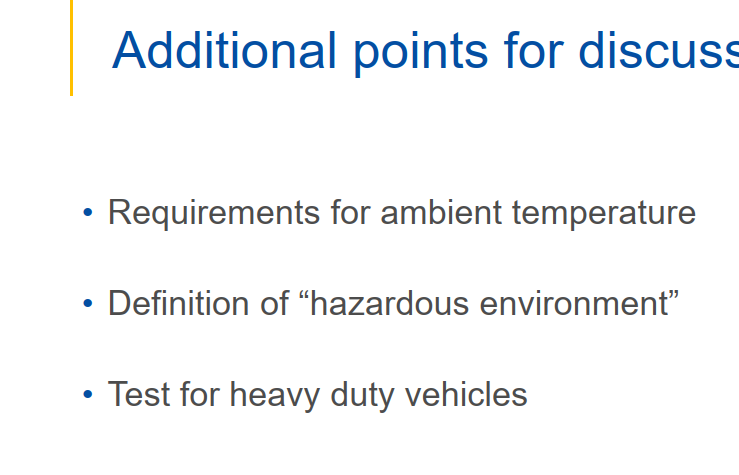 Additional points for discuss
• Requirements for ambient temperature
• Definition of “hazardous environment”
• Test for heavy duty vehicles